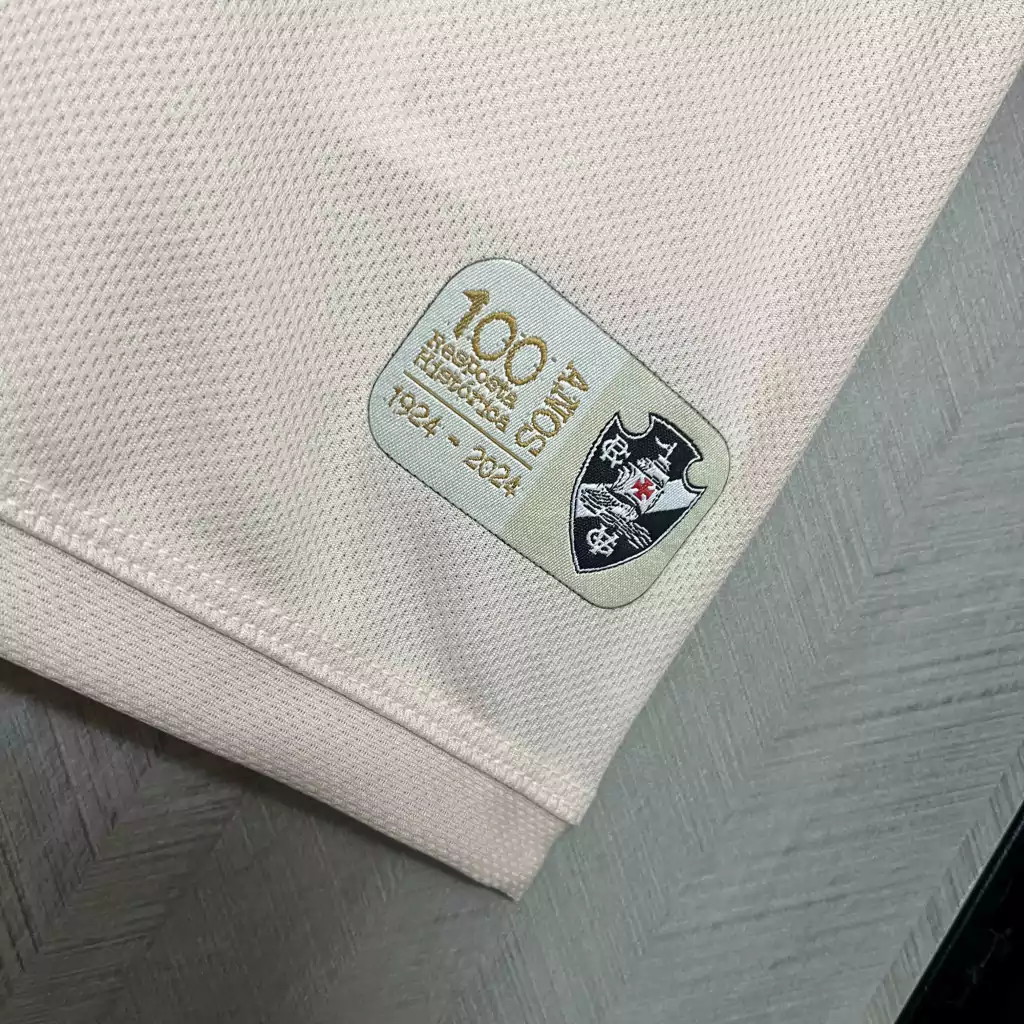 100 ANOS
Resposta
Histórica
1924 - 2024